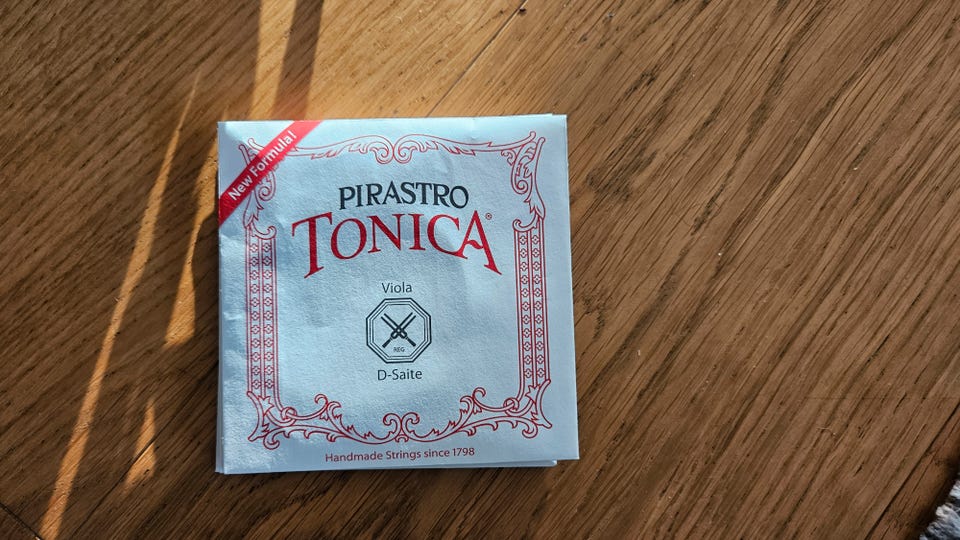 New Formula!
PIRASTRO
TONICA®
Viola
REG
D-Saite
Handmade Strings since 1798